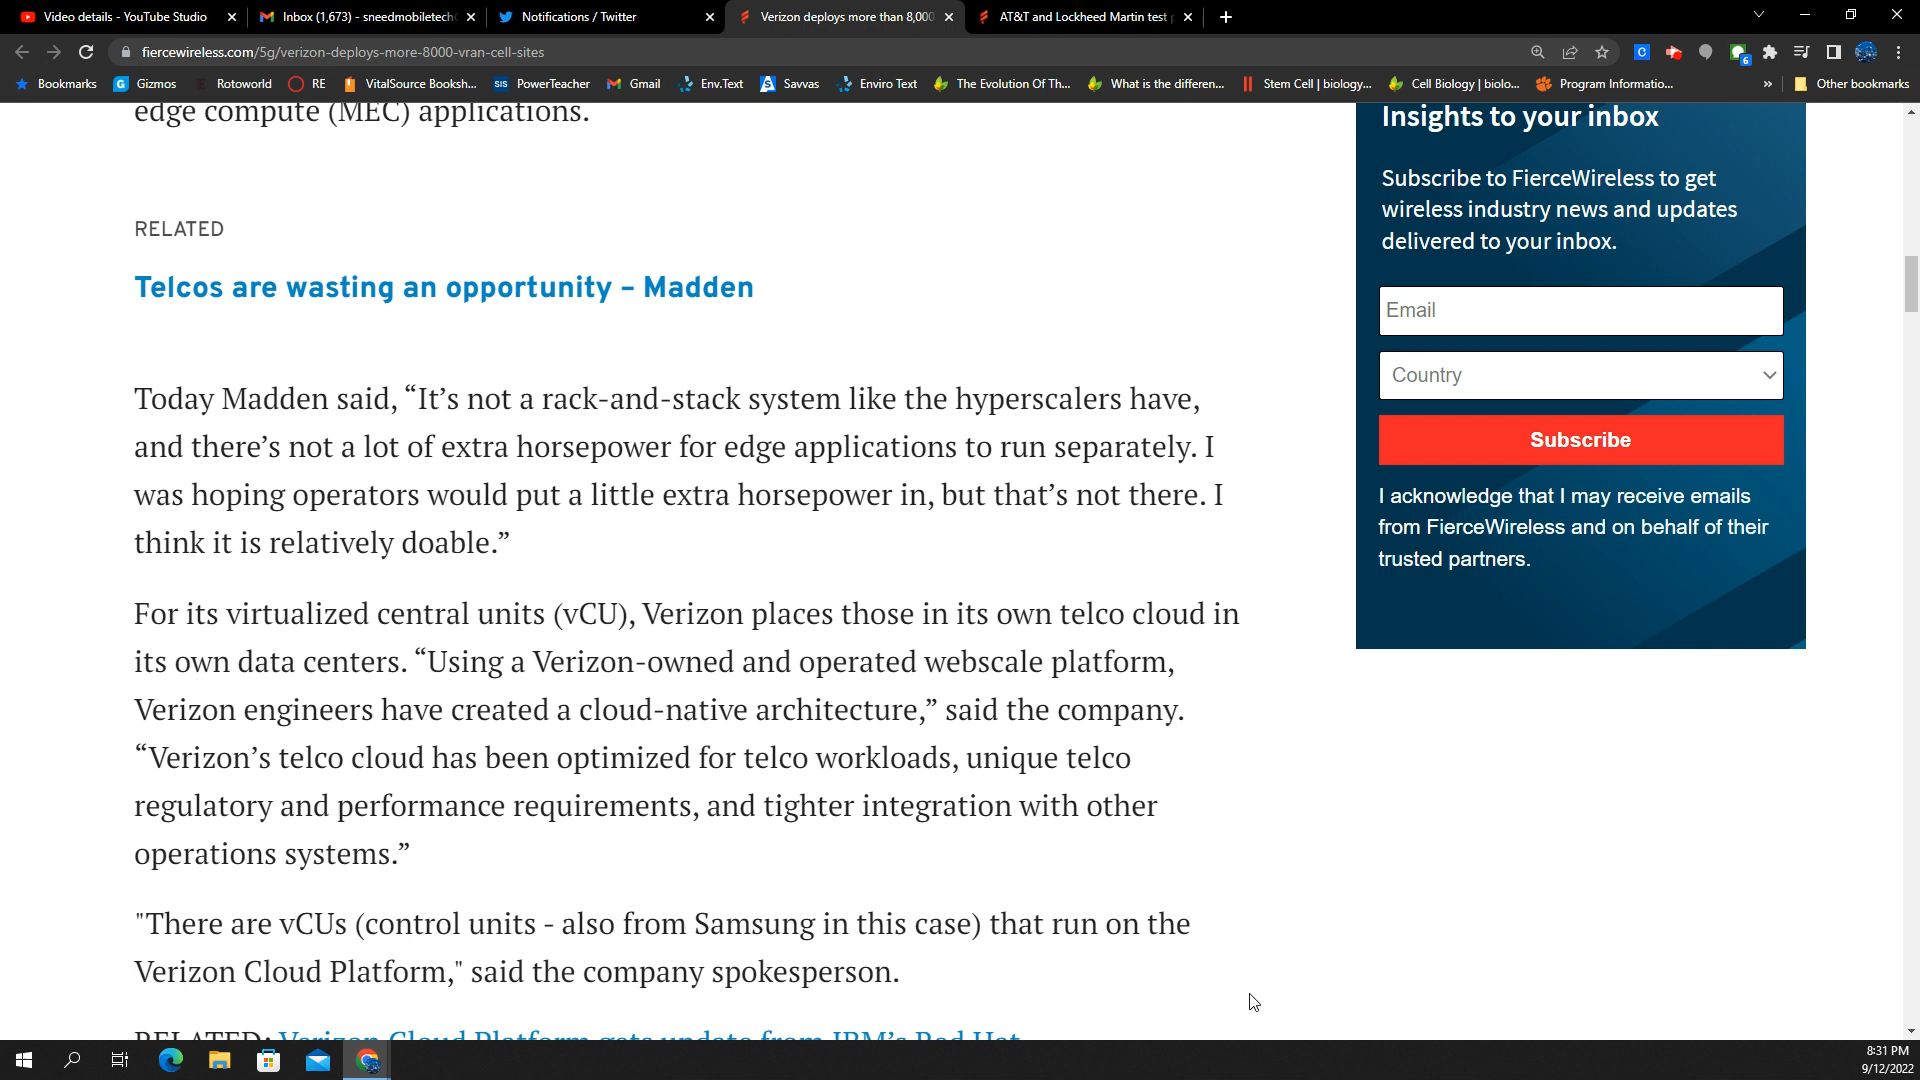 Video details - YouTube Studio
Inbox (1,673) - sneedmobiletech
Notifications / Twitter
Verizon deploys more than 8,000
AT&T and Lockheed Martin test
fiercewireless.com/5g/verizon-deploys-more-8000-vran-cell-sites
6
Bookmarks
Gizmos
Rotoworld
RE
VitalSource Booksh...
SIS PowerTeacher
Gmail
Env.Text
Savvas
Enviro Text
The Evolution Of Th...
What is the differen...
Stem Cell | biology...
Cell Biology | biolo...
Program Informatio...
»
Other bookmarks
edge compute (MEC) applications.
RELATED
Telcos are wasting an opportunity – Madden
Today Madden said, “It’s not a rack-and-stack system like the hyperscalers have,
and there’s not a lot of extra horsepower for edge applications to run separately. I
was hoping operators would put a little extra horsepower in, but that’s not there. I
think it is relatively doable.”
For its virtualized central units (vCU), Verizon places those in its own telco cloud in
its own data centers. “Using a Verizon-owned and operated webscale platform,
Verizon engineers have created a cloud-native architecture,” said the company.
“Verizon’s telco cloud has been optimized for telco workloads, unique telco
regulatory and performance requirements, and tighter integration with other
operations systems.”
"There are vCUs (control units - also from Samsung in this case) that run on the
Verizon Cloud Platform," said the company spokesperson.
RELATED: Verizon Cloud Platform gets update from IBM’s Red Hat
Insights to your inbox
Subscribe to FierceWireless to get
wireless industry news and updates
delivered to your inbox.
Email
Country
Subscribe
I acknowledge that I may receive emails
from FierceWireless and on behalf of their
trusted partners.
8:31 PM
9/12/2022